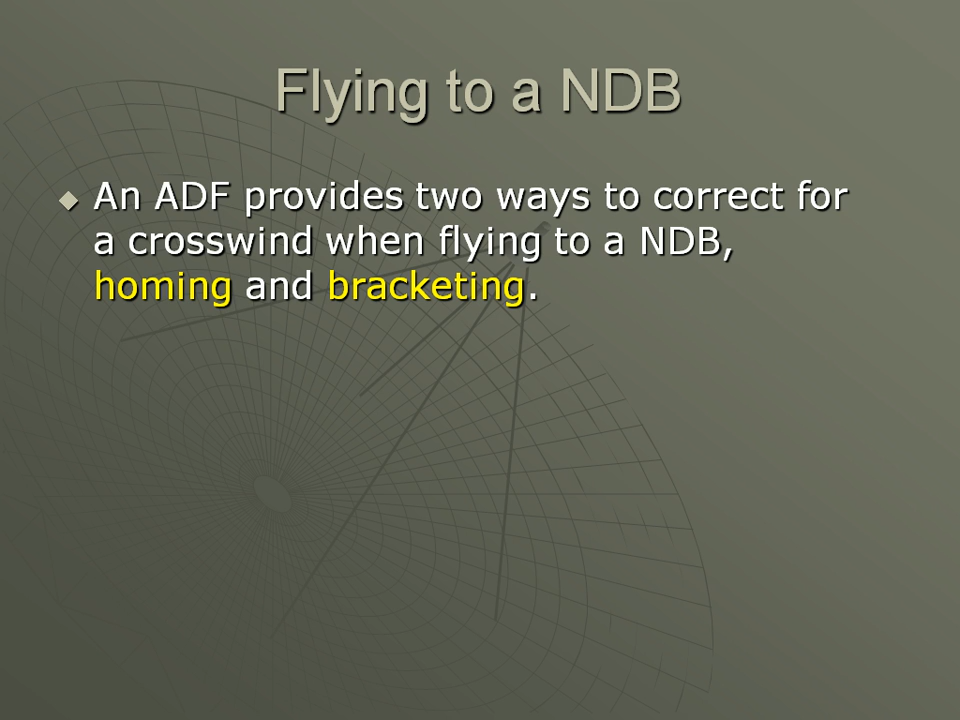 Flying to a NDB
An ADF provides two ways to correct for
a crosswind when flying to a NDB,
homing and bracketing.